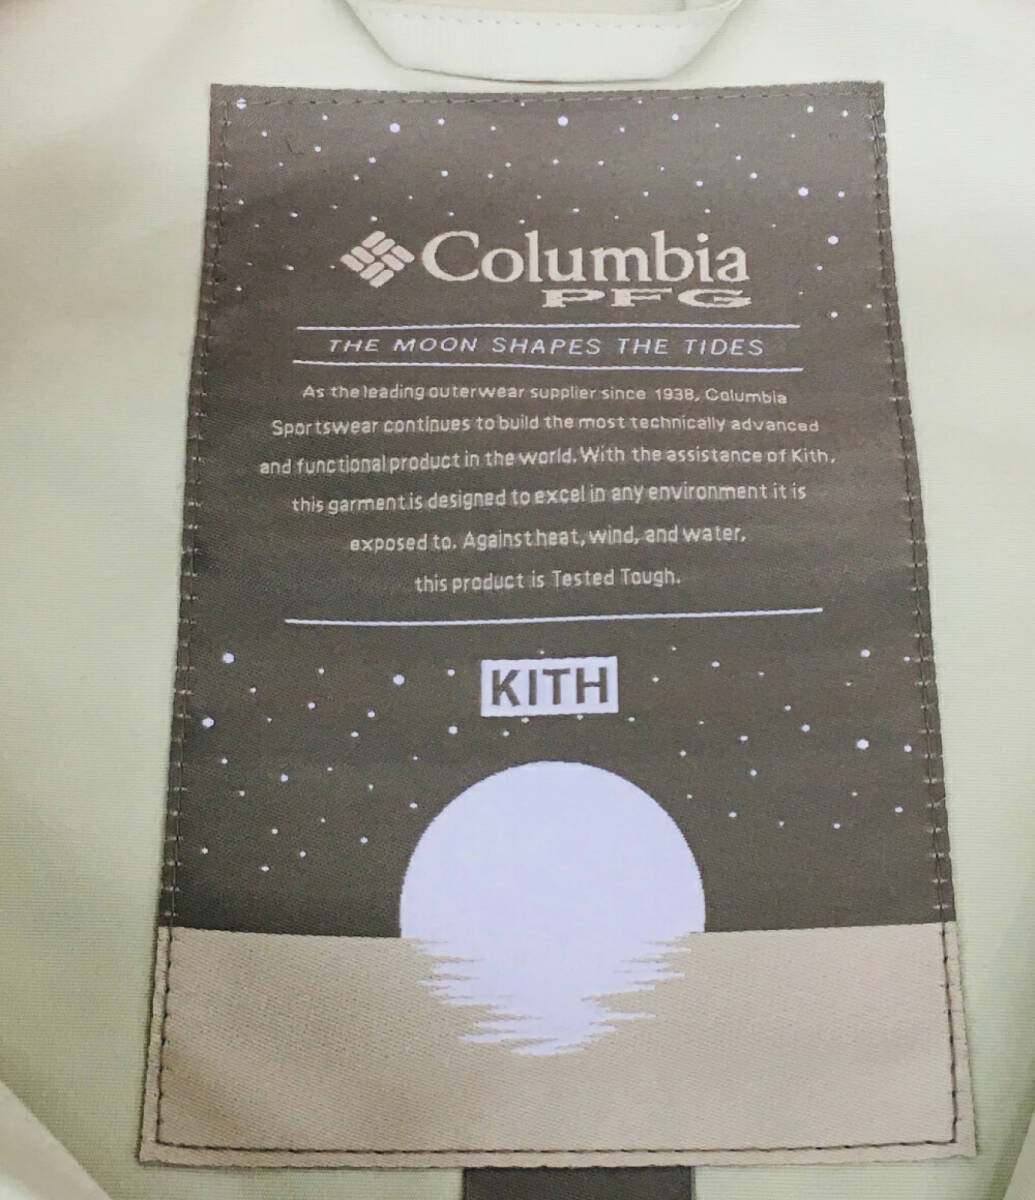 Columbia
PFG
THE MOON SHAPES THE TIDES
As the leading outerwear supplier since 1938, Columbia
Sportswear continues to build the most technically advanced
and functional product in the world. With the assistance of Kith,
this garment is designed to excel in any environment it is
exposed to. Against heat, wind, and water,
this product is Tested Tough.
KITH